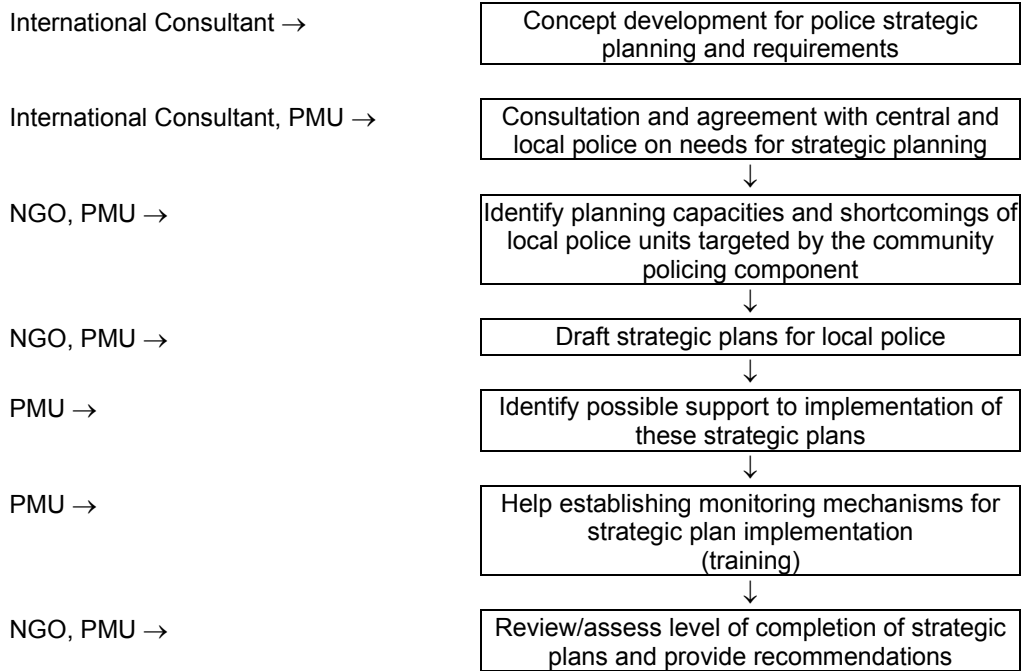 International Consultant →
Concept development for police strategic
planning and requirements
International Consultant, PMU →
Consultation and agreement with central and
local police on needs for strategic planning
↓
NGO, PMU →
Identify planning capacities and shortcomings of
local police units targeted by the community
policing component
↓
NGO, PMU →
Draft strategic plans for local police
↓
PMU →
Identify possible support to implementation of
these strategic plans
↓
PMU →
Help establishing monitoring mechanisms for
strategic plan implementation
(training)
↓
NGO, PMU →
Review/assess level of completion of strategic
plans and provide recommendations